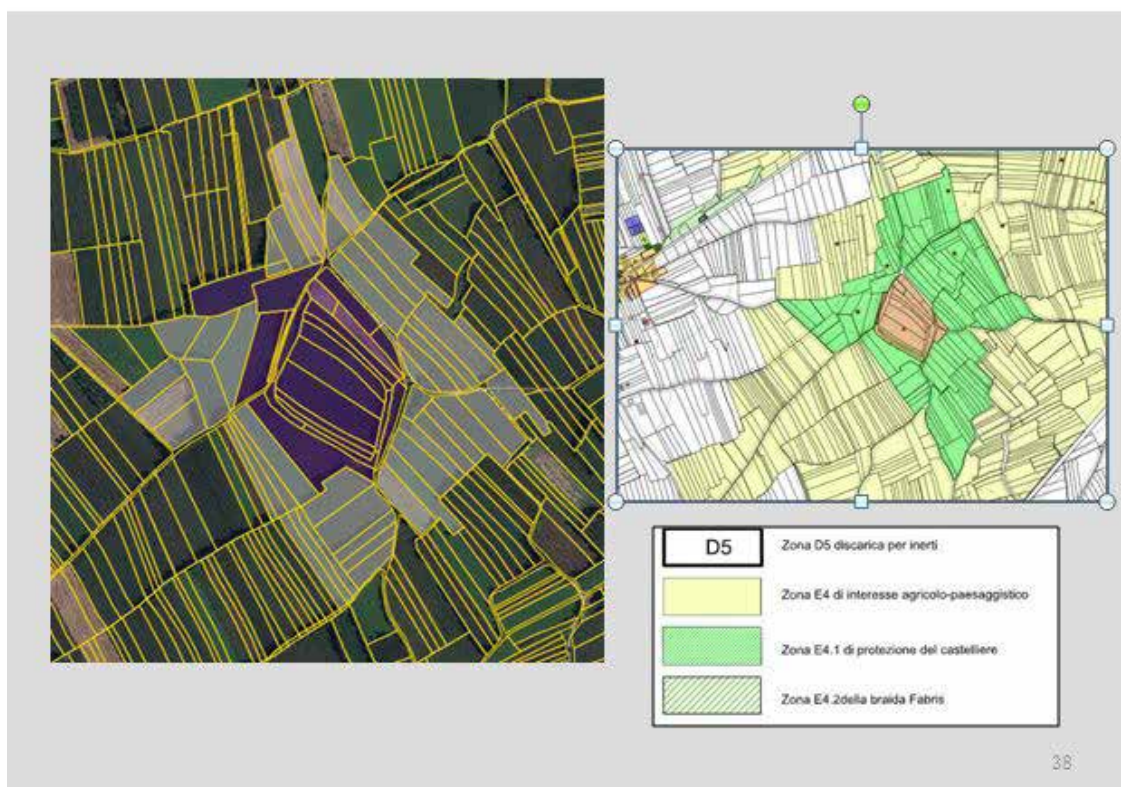 D5
Zona D5 discarica per inerti
Zona E4 di interesse agricolo-paesaggistico
Zona E4.1 di protezione del castelliere
Zona E4.2della braida Fabris
38